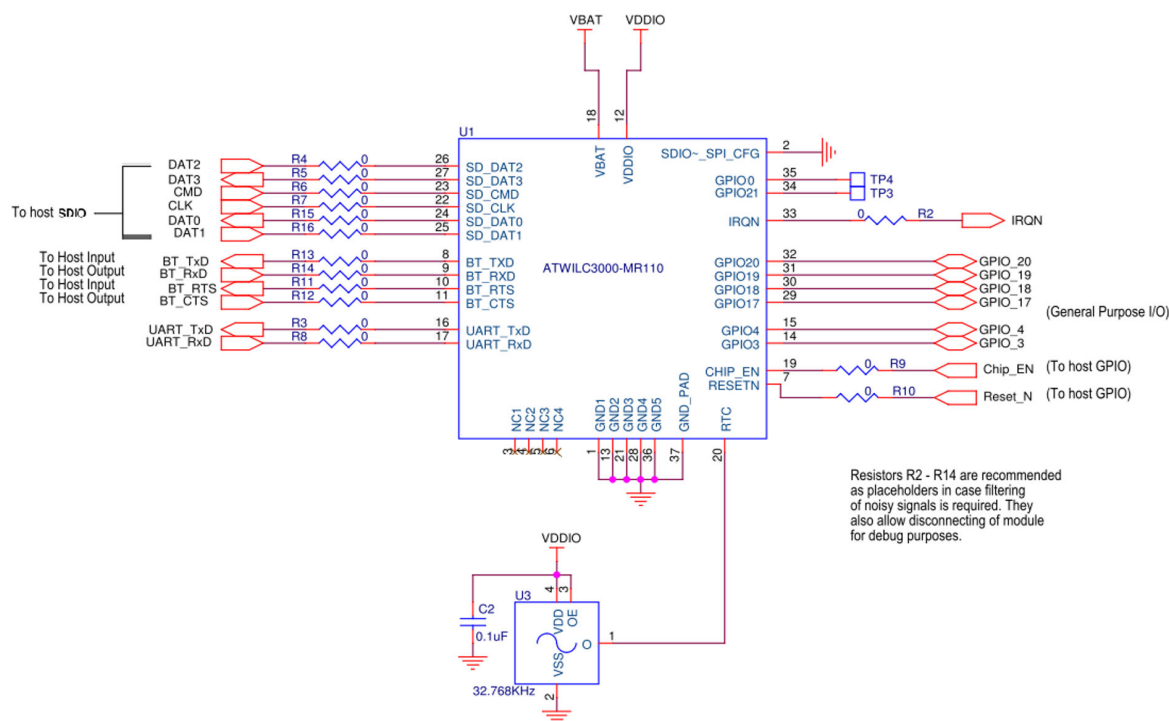 VBAT VDDIO
18 12
U1
VBAT VDDIO
SDIO~_SPI_CFG 2
DAT2 R4 0 26 SD_DAT2
DAT3 R5 0 27 SD_DAT3
CMD R6 0 23 SD_CMD
CLK R7 0 22 SD_CLK
DAT0 R15 0 24 SD_DAT0
DAT1 R16 0 25 SD_DAT1
To host SDIO
GPIO0 35 TP4
GPIO21 34 TP3
IRQN 33 0 R2 IRQN
To Host Input
To Host Output
To Host Input
To Host Output
BT_TxD R13 0 8 BT_TXD
BT_RxD R14 0 9 BT_RXD
BT_RTS R11 0 10 BT_RTS
BT_CTS R12 0 11 BT_CTS
ATWILC3000-MR110
GPIO20 32 GPIO_20
GPIO19 31 GPIO_19
GPIO18 30 GPIO_18
GPIO17 29 GPIO_17
(General Purpose I/O)
UART_TxD R3 0 16 UART_TxD
UART_RxD R8 0 17 UART_RxD
GPIO4 15 GPIO_4
GPIO3 14 GPIO_3
CHIP_EN 19 0 R9 Chip_EN (To host GPIO)
RESETN 7 0 R10 Reset_N (To host GPIO)
NC1 NC2 NC3 NC4 GND1 GND2 GND3 GND4 GND5 GND_PAD RTC
3 4 5 6 1 13 21 28 36 37 20
Resistors R2 - R14 are recommended
as placeholders in case filtering
of noisy signals is required. They
also allow disconnecting of module
for debug purposes.
VDDIO
4 3
U3
C2
0.1uF
VDD OE
O 1
VSS
32.768KHz
2